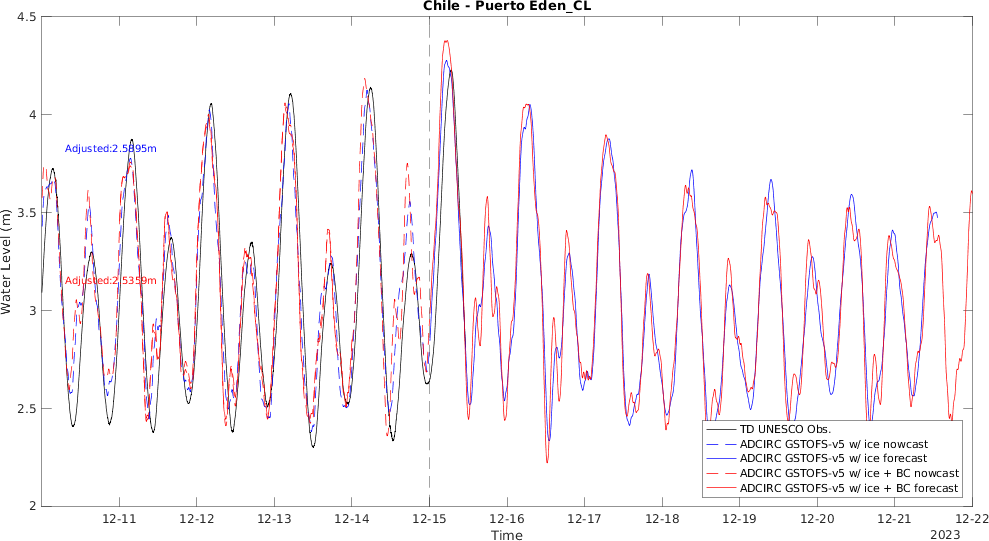 Chile - Puerto Eden_CL
4.5
4
3.5
3
2.5
2
Water Level (m)
Adjusted:2.5895m
Adjusted:2.5359m
TD UNESCO Obs.
ADCIRC GSTOFS-v5 w/ ice nowcast
ADCIRC GSTOFS-v5 w/ ice forecast
ADCIRC GSTOFS-v5 w/ ice + BC nowcast
ADCIRC GSTOFS-v5 w/ ice + BC forecast
12-11 12-12 12-13 12-14 12-15 12-16 12-17 12-18 12-19 12-20 12-21 12-22
Time
2023